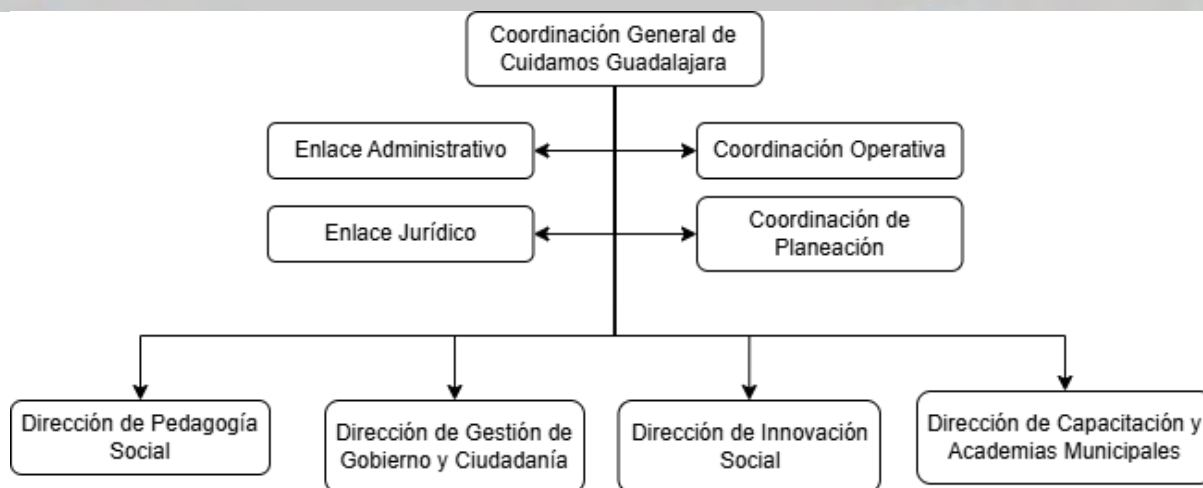 Coordinación General de
Cuidamos Guadalajara
Enlace Administrativo
Coordinación Operativa
Enlace Jurídico
Coordinación de
Planeación
Dirección de Pedagogía
Social
Dirección de Gestión de
Gobierno y Ciudadanía
Dirección de Innovación
Social
Dirección de Capacitación y
Academias Municipales